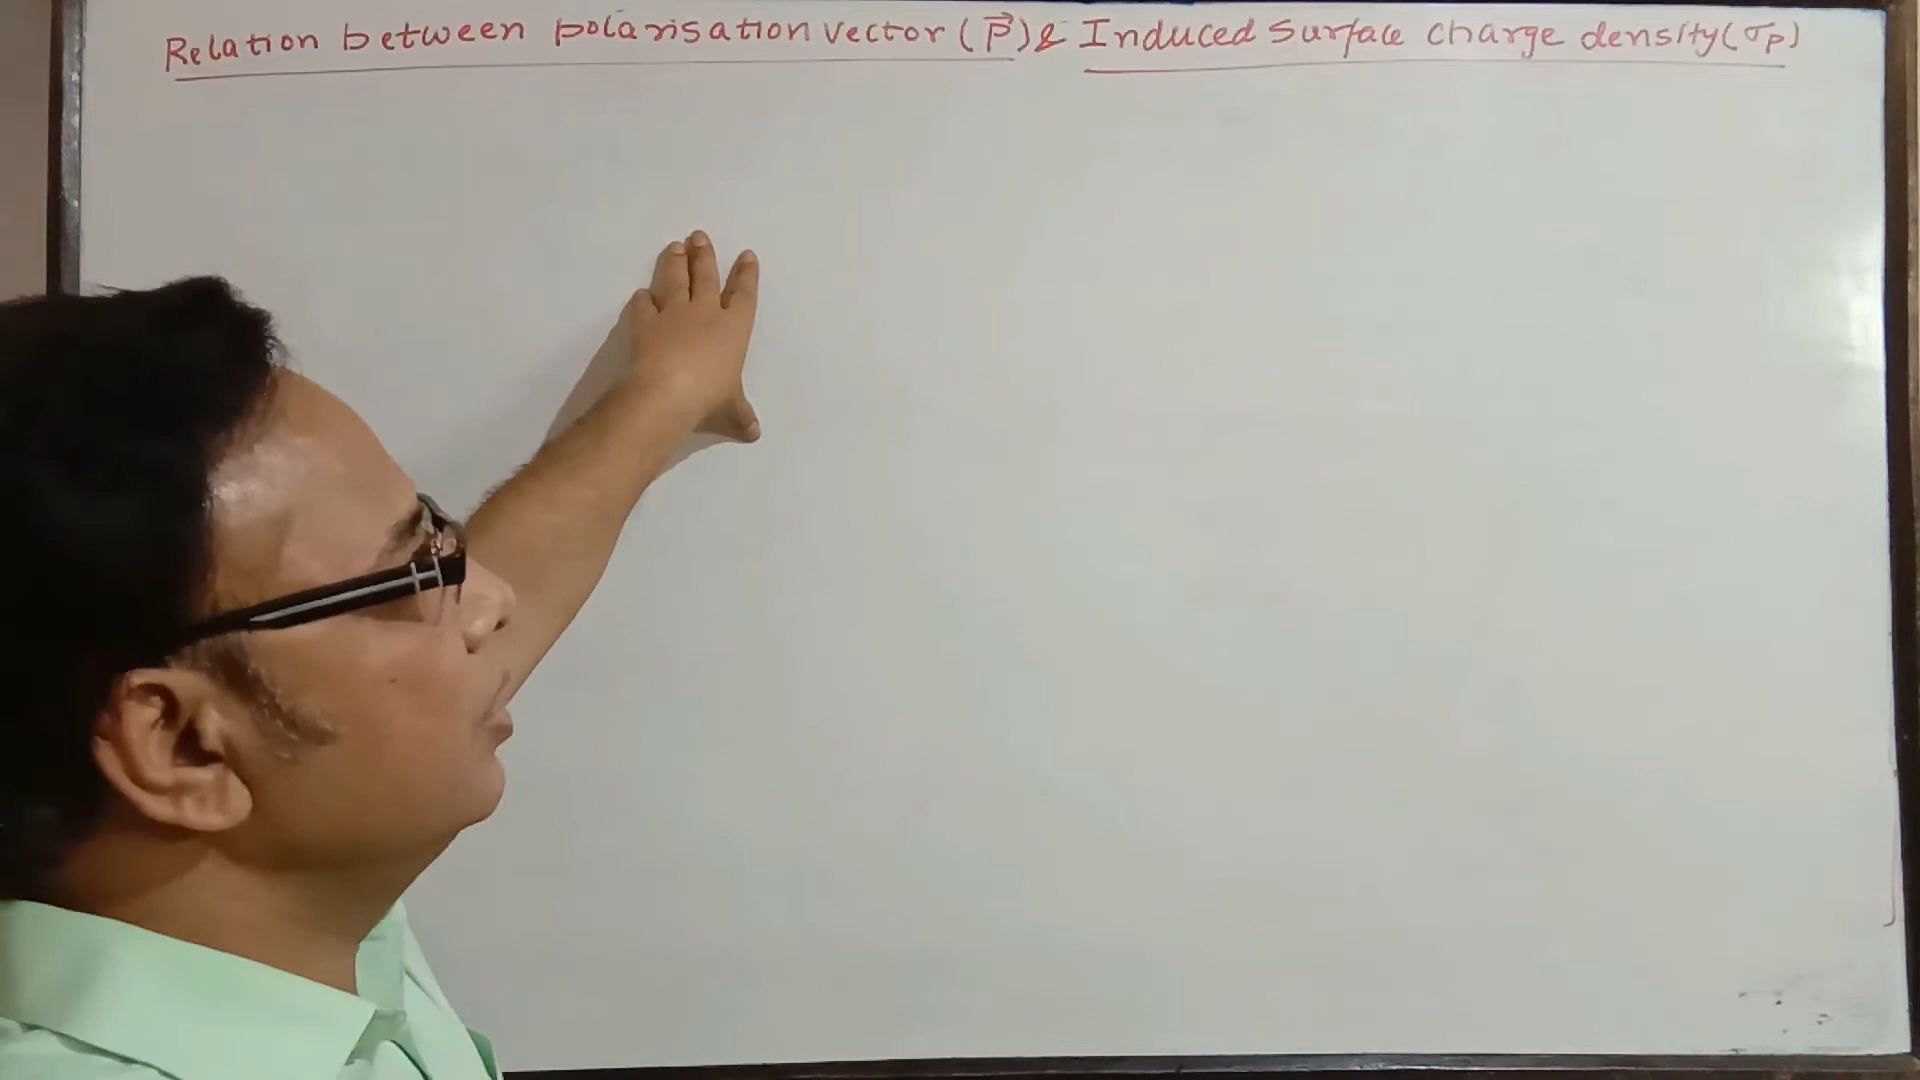 Relation between polarisation vector (P⃗) & Induced surface charge density (σₚ)